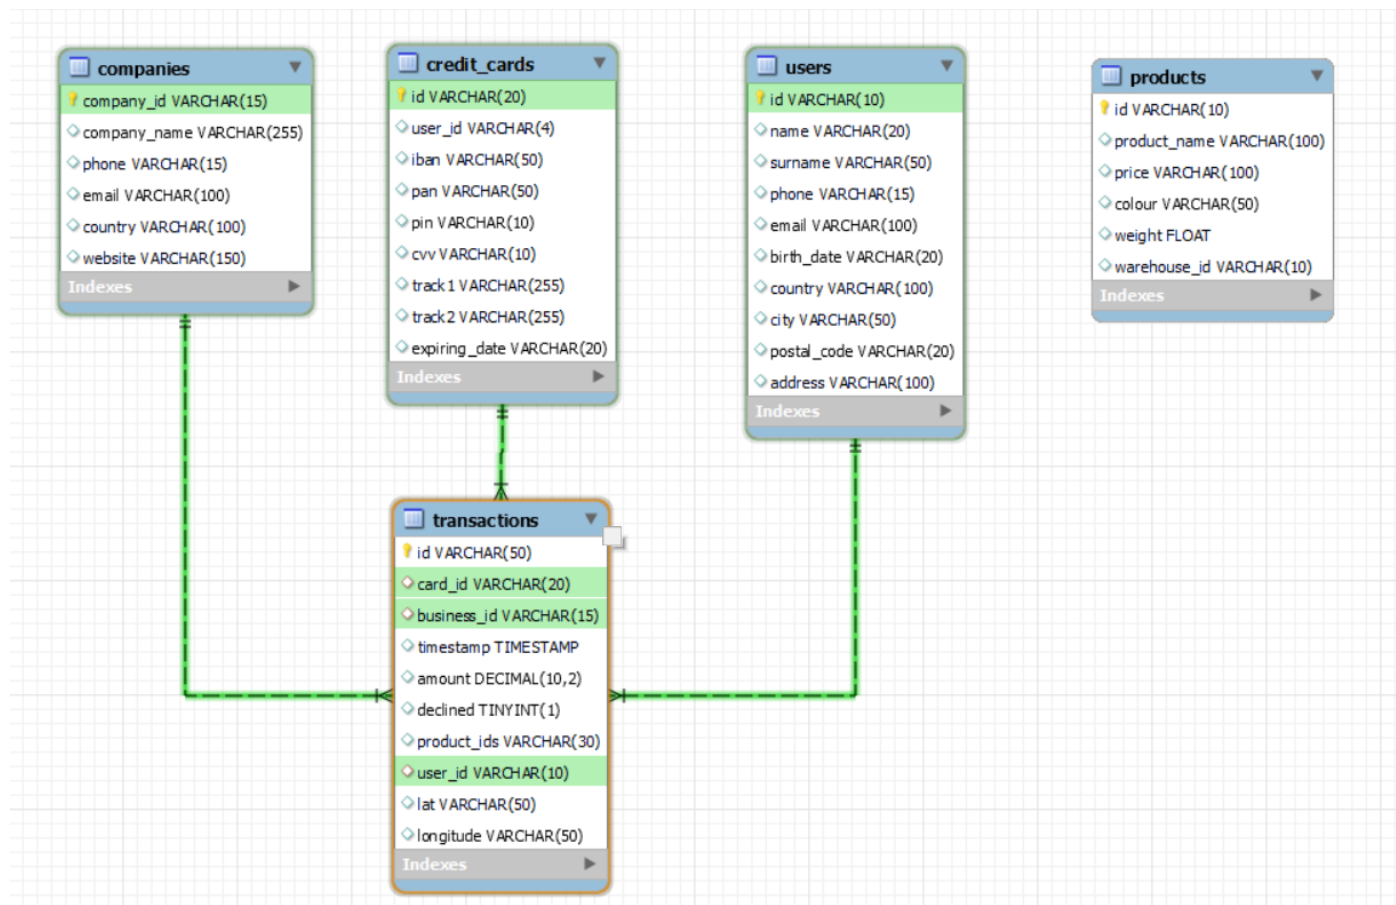 companies
company_id VARCHAR(15)
company_name VARCHAR(255)
phone VARCHAR(15)
email VARCHAR(100)
country VARCHAR(100)
website VARCHAR(150)
Indexes
credit_cards
id VARCHAR(20)
user_id VARCHAR(4)
iban VARCHAR(50)
pan VARCHAR(50)
pin VARCHAR(10)
cvv VARCHAR(10)
track1 VARCHAR(255)
track2 VARCHAR(255)
expiring_date VARCHAR(20)
Indexes
users
id VARCHAR(10)
name VARCHAR(20)
surname VARCHAR(50)
phone VARCHAR(15)
email VARCHAR(100)
birth_date VARCHAR(20)
country VARCHAR(100)
city VARCHAR(50)
postal_code VARCHAR(20)
address VARCHAR(100)
Indexes
products
id VARCHAR(10)
product_name VARCHAR(100)
price VARCHAR(100)
colour VARCHAR(50)
weight FLOAT
warehouse_id VARCHAR(10)
Indexes
transactions
id VARCHAR(50)
card_id VARCHAR(20)
business_id VARCHAR(15)
timestamp TIMESTAMP
amount DECIMAL(10,2)
declined TINYINT(1)
product_ids VARCHAR(30)
user_id VARCHAR(10)
lat VARCHAR(50)
longitude VARCHAR(50)
Indexes